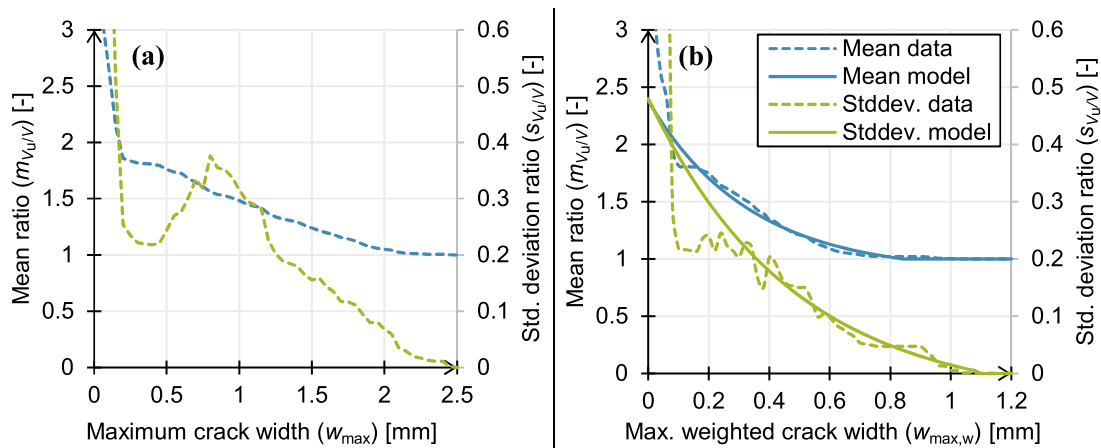 (a)
3
2.5
2
1.5
1
0.5
0
Mean ratio (mVu/V) [-]
0.6
0.5
0.4
0.3
0.2
0.1
0
Std. deviation ratio (sVu/V) [-]
0 0.5 1 1.5 2 2.5
Maximum crack width (wmax) [mm]
(b)
Mean data
Mean model
Stddev. data
Stddev. model
3
2.5
2
1.5
1
0.5
0
Mean ratio (mVu/V) [-]
0.6
0.5
0.4
0.3
0.2
0.1
0
Std. deviation ratio (sVu/V) [-]
0 0.2 0.4 0.6 0.8 1.0 1.2
Max. weighted crack width (wmax,w) [mm]